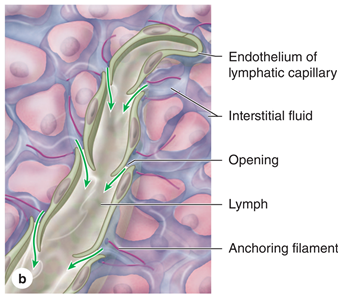 Endothelium of
lymphatic capillary
Interstitial fluid
Opening
Lymph
Anchoring filament
b